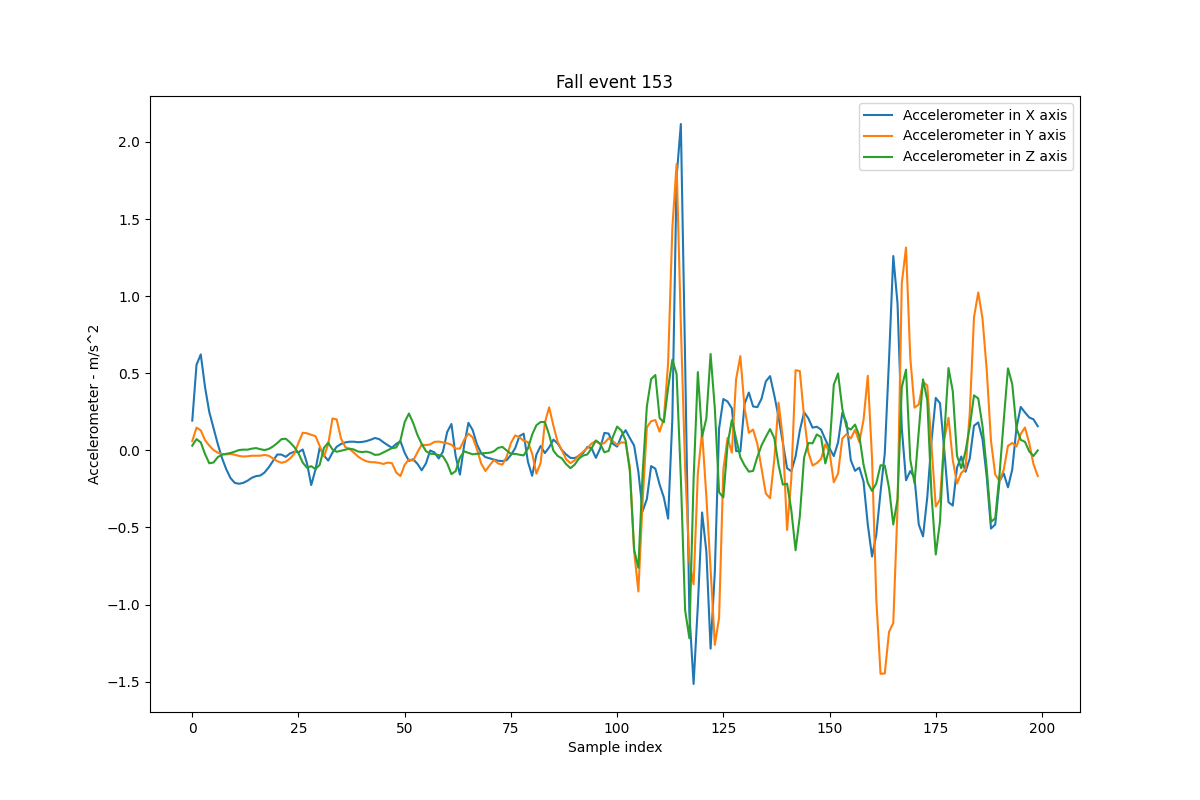 Fall event 153
Accelerometer in X axis
Accelerometer in Y axis
Accelerometer in Z axis
2.0
1.5
1.0
0.5
0.0
−0.5
−1.0
−1.5
Accelerometer - m/s^2
0 25 50 75 100 125 150 175 200
Sample index